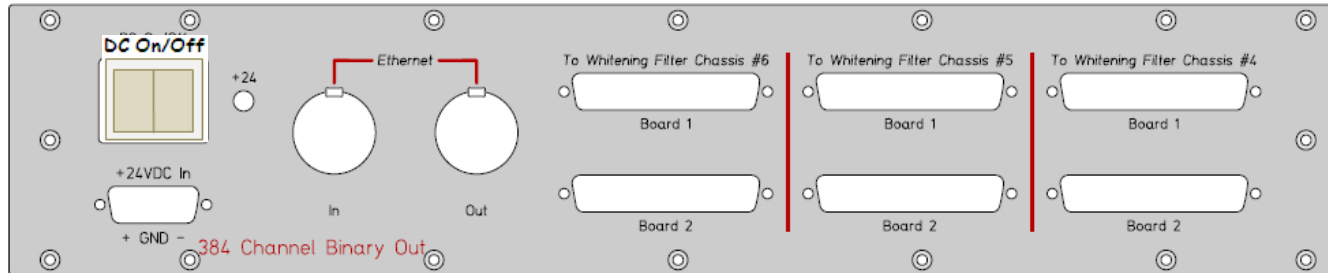 DC On/Off
+24
Ethernet
To Whitening Filter Chassis #6
To Whitening Filter Chassis #5
To Whitening Filter Chassis #4
Board 1
Board 1
Board 1
+24VDC In
In
Out
Board 2
Board 2
Board 2
+ GND -
384 Channel Binary Out